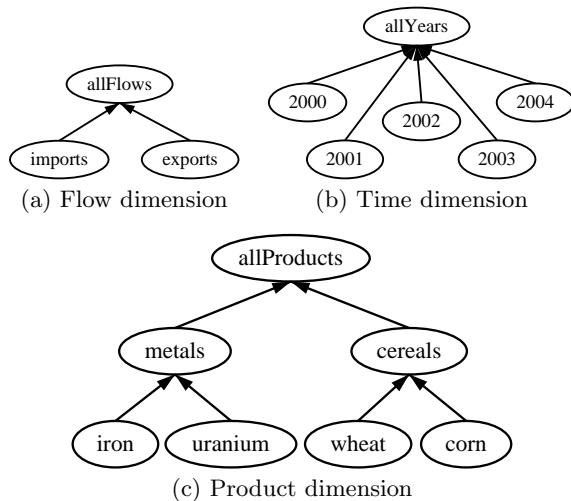 allYears
allFlows
2000
2004
2002
imports
exports
2001
2003
(a) Flow dimension
(b) Time dimension
allProducts
metals
cereals
iron
uranium
wheat
corn
(c) Product dimension